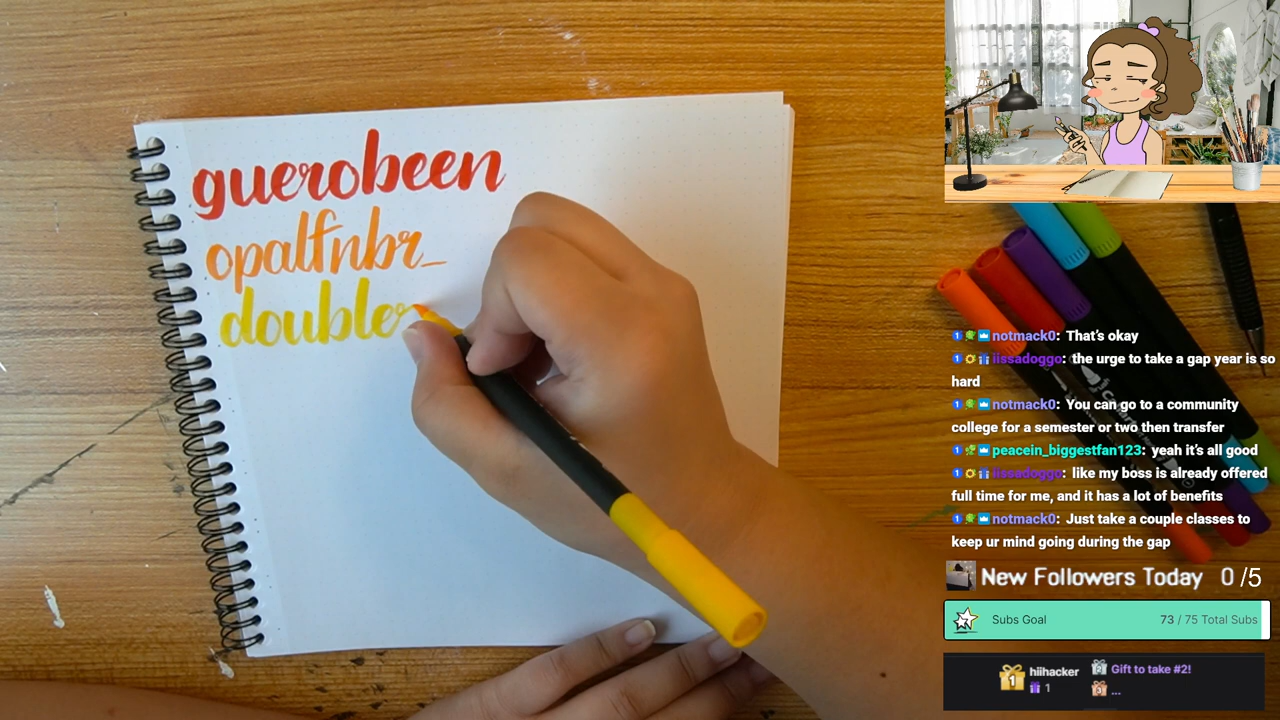 guerobeen
opalfnbr_
double
notmack0: That's okay
iissadoggo: the urge to take a gap year is so
hard
notmack0: You can go to a community
college for a semester or two then transfer
peacein_biggestfan123: yeah it's all good
iissadoggo: like my boss is already offered
full time for me, and it has a lot of benefits
notmack0: Just take a couple classes to
keep ur mind going during the gap
New Followers Today 0 /5
Subs Goal 73 / 75 Total Subs
1 hiihacker 1
2 Gift to take #2!
3 ...